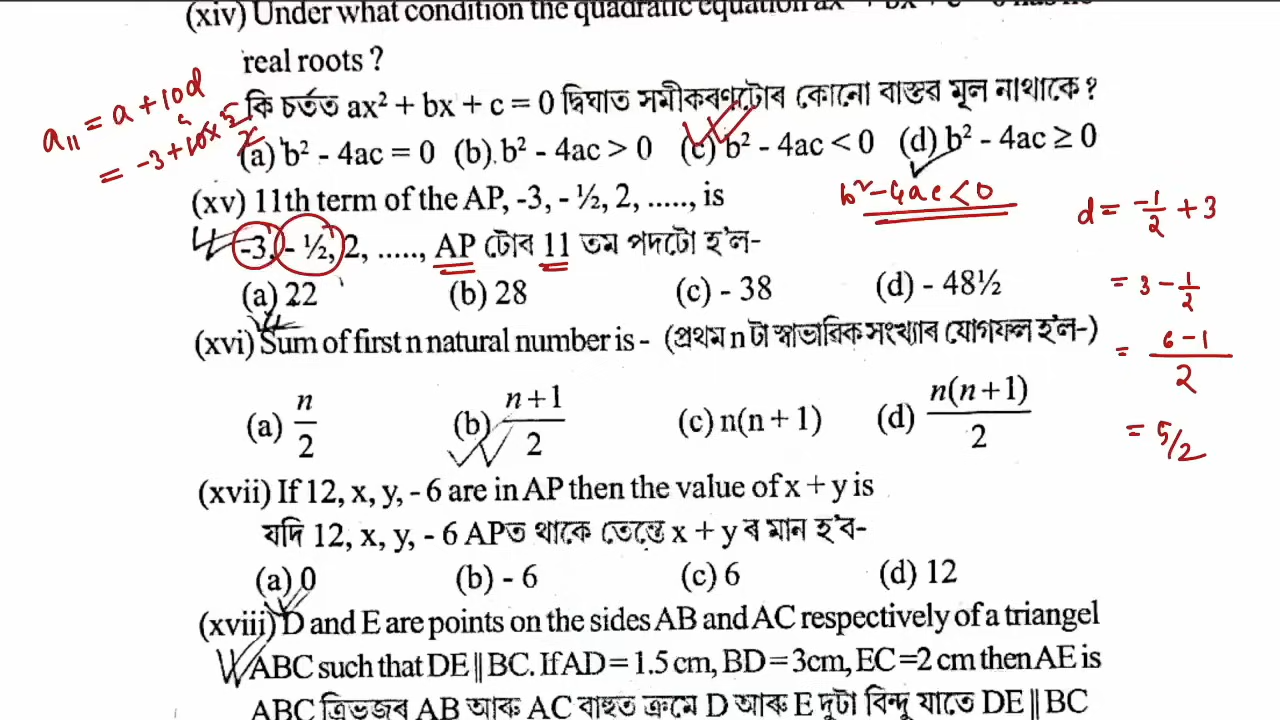 (xiv) Under what condition the quadratic equation ax
real roots ?
কি চৰ্তত ax² + bx + c = 0 দ্বিঘাত সমীকৰণটোৰ কোনো বাস্তৱ মূল নাথাকে ?
(a) b² - 4ac = 0 (b) b² - 4ac > 0 (c) b² - 4ac < 0 (d) b² - 4ac ≥ 0
a₁₁ = a + 10d
= -3 + 10 × 5/2
b² - 4ac < 0
(xv) 11th term of the AP, -3, - ½, 2, ....., is
-3, - ½, 2, ....., AP টোৰ 11 তম পদটো হ'ল-
(a) 22 (b) 28 (c) - 38 (d) - 48½
d = -1/2 + 3
= 3 - 1/2
= 6 - 1 / 2
= 5/2
(xvi) Sum of first n natural number is - (প্ৰথম n টা স্বাভাৱিক সংখ্যাৰ যোগফল হ'ল-)
(a) n/2 (b) n+1/2 (c) n(n + 1) (d) n(n+1)/2
(xvii) If 12, x, y, - 6 are in AP then the value of x + y is
যদি 12, x, y, - 6 APত থাকে তেন্তে x + y ৰ মান হ'ব-
(a) 0 (b) - 6 (c) 6 (d) 12
(xviii) D and E are points on the sides AB and AC respectively of a triangel
ABC such that DE || BC. If AD = 1.5 cm, BD = 3cm, EC =2 cm then AE is
ABC ত্ৰিভুজৰ AB আৰু AC বাহুত ক্ৰমে D আৰু E দুটা বিন্দু যাতে DE || BC